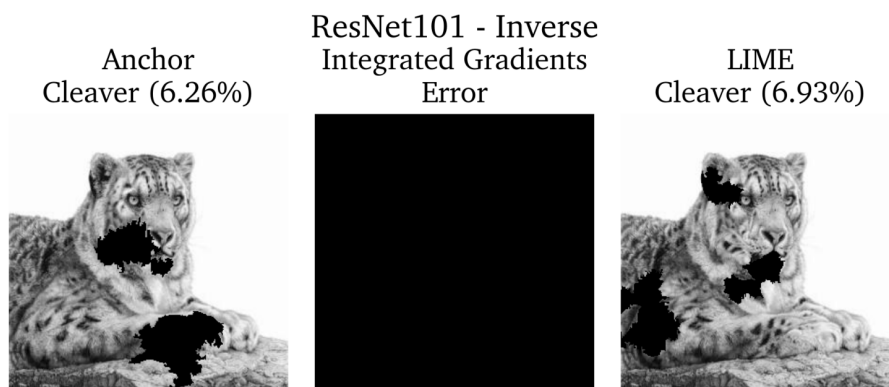 ResNet101 - Inverse
Anchor
Cleaver (6.26%)
Integrated Gradients
Error
LIME
Cleaver (6.93%)